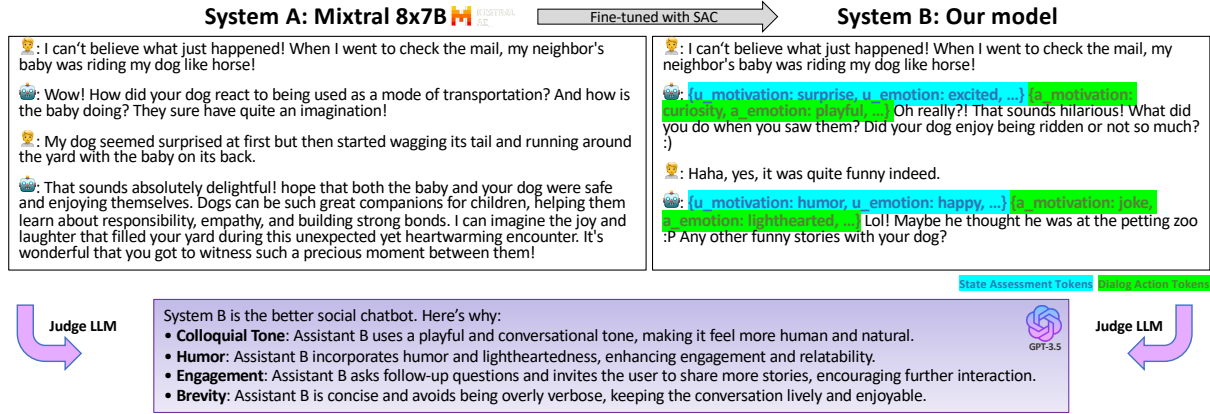 System A: Mixtral 8x7B
MISTRAL
AI_
Fine-tuned with SAC
System B: Our model
: I can't believe what just happened! When I went to check the mail, my neighbor's
baby was riding my dog like horse!
: Wow! How did your dog react to being used as a mode of transportation? And how is
the baby doing? They sure have quite an imagination!
: My dog seemed surprised at first but then started wagging its tail and running around
the yard with the baby on its back.
: That sounds absolutely delightful! hope that both the baby and your dog were safe
and enjoying themselves. Dogs can be such great companions for children, helping them
learn about responsibility, empathy, and building strong bonds. I can imagine the joy and
laughter that filled your yard during this unexpected yet heartwarming encounter. It's
wonderful that you got to witness such a precious moment between them!
: I can't believe what just happened! When I went to check the mail, my
neighbor's baby was riding my dog like horse!
: {u_motivation: surprise, u_emotion: excited, ...} {a_motivation:
curiosity, a_emotion: playful, ...} Oh really?! That sounds hilarious! What did
you do when you saw them? Did your dog enjoy being ridden or not so much?
:)
: Haha, yes, it was quite funny indeed.
: {u_motivation: humor, u_emotion: happy, ...} {a_motivation: joke,
a_emotion: lighthearted, ...} Lol! Maybe he thought he was at the petting zoo
:P Any other funny stories with your dog?
State Assessment Tokens Dialog Action Tokens
Judge LLM
System B is the better social chatbot. Here's why:
• Colloquial Tone: Assistant B uses a playful and conversational tone, making it feel more human and natural.
• Humor: Assistant B incorporates humor and lightheartedness, enhancing engagement and relatability.
• Engagement: Assistant B asks follow-up questions and invites the user to share more stories, encouraging further interaction.
• Brevity: Assistant B is concise and avoids being overly verbose, keeping the conversation lively and enjoyable.
GPT-3.5
Judge LLM